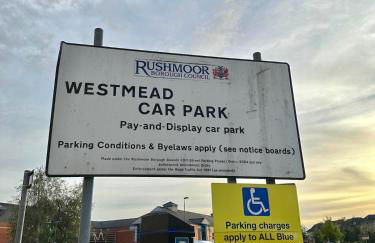 RUSHMOOR
BOROUGH COUNCIL
WESTMEAD
CAR PARK
Pay-and-Display car park
Parking Conditions & Byelaws apply (see notice boards)
Parking charges
apply to ALL Blue